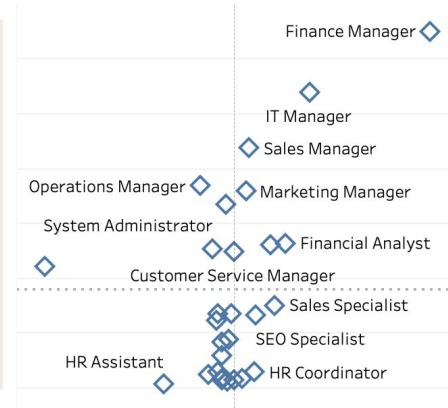 Finance Manager
IT Manager
Sales Manager
Operations Manager
Marketing Manager
System Administrator
Financial Analyst
Customer Service Manager
Sales Specialist
SEO Specialist
HR Assistant
HR Coordinator